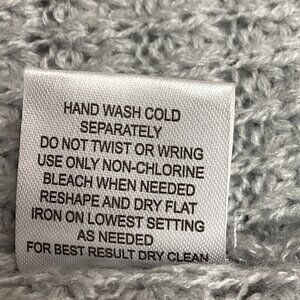 HAND WASH COLD
SEPARATELY
DO NOT TWIST OR WRING
USE ONLY NON-CHLORINE
BLEACH WHEN NEEDED
RESHAPE AND DRY FLAT
IRON ON LOWEST SETTING
AS NEEDED
FOR BEST RESULT DRY CLEAN